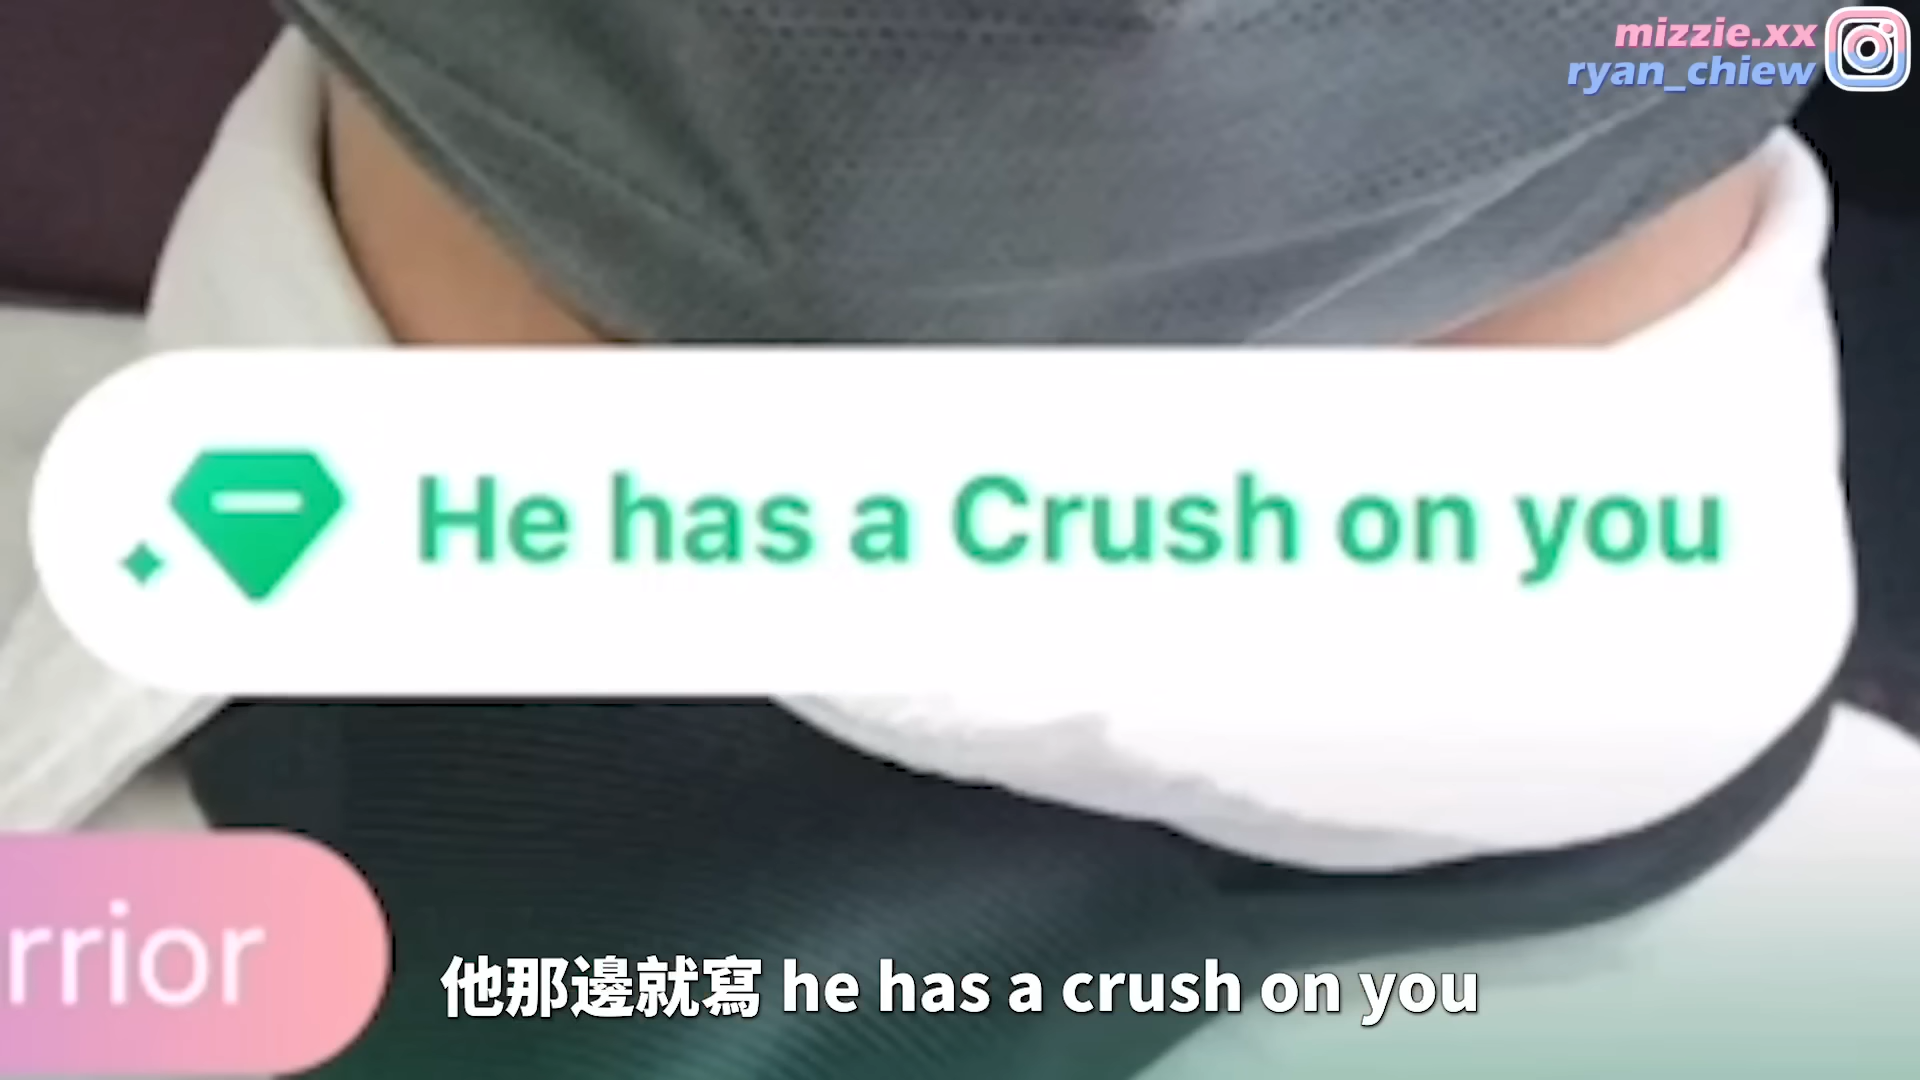 mizzie.xx
ryan_chiew
He has a Crush on you
rrior
他那邊就寫 he has a crush on you